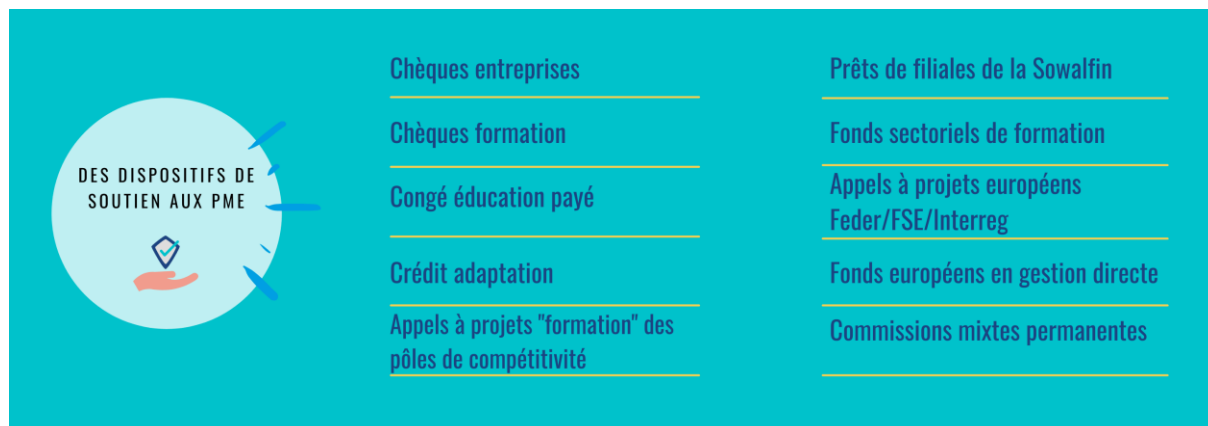 DES DISPOSITIFS DE
SOUTIEN AUX PME
Chèques entreprises
Chèques formation
Congé éducation payé
Crédit adaptation
Appels à projets "formation" des
pôles de compétitivité
Prêts de filiales de la Sowalfin
Fonds sectoriels de formation
Appels à projets européens
Feder/FSE/Interreg
Fonds européens en gestion directe
Commissions mixtes permanentes